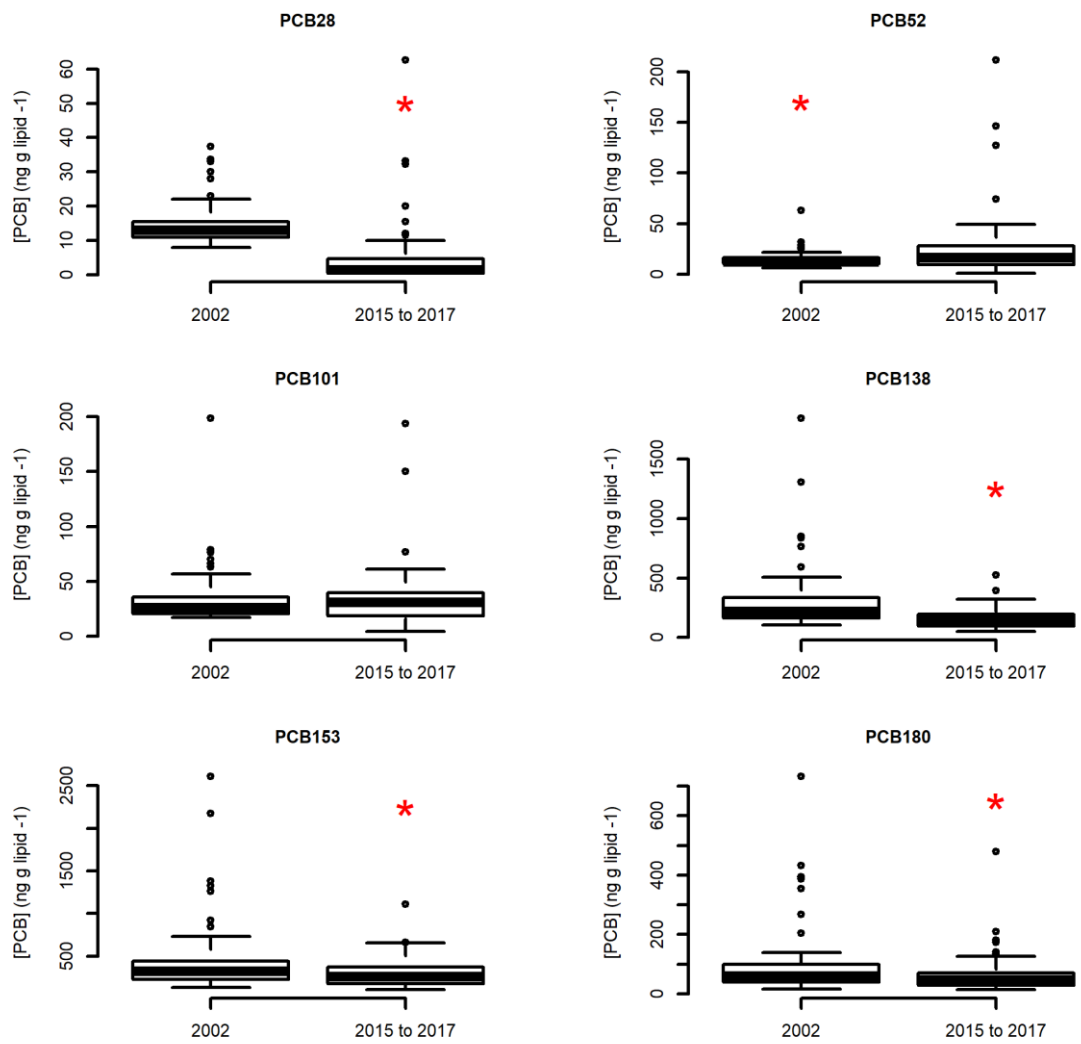 PCB28
[PCB] (ng g lipid -1)
60
50
40
30
20
10
0
*
2002
2015 to 2017
PCB52
[PCB] (ng g lipid -1)
200
150
100
50
0
*
2002
2015 to 2017
PCB101
[PCB] (ng g lipid -1)
200
150
100
50
0
2002
2015 to 2017
PCB138
[PCB] (ng g lipid -1)
1500
1000
500
0
*
2002
2015 to 2017
PCB153
[PCB] (ng g lipid -1)
2500
1500
500
*
2002
2015 to 2017
PCB180
[PCB] (ng g lipid -1)
600
400
200
0
*
2002
2015 to 2017